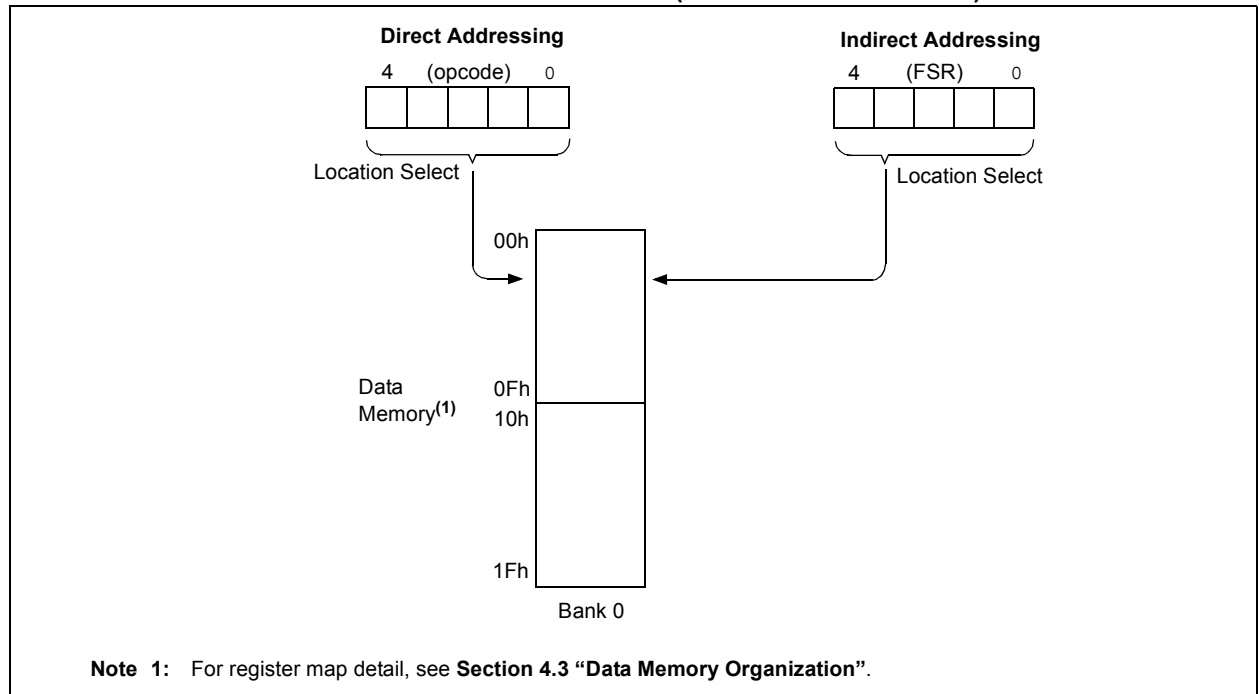 Direct Addressing
4 (opcode) 0
Location Select
Indirect Addressing
4 (FSR) 0
Location Select
00h
Data
Memory(1)
0Fh
10h
1Fh
Bank 0
Note 1: For register map detail, see Section 4.3 “Data Memory Organization”.